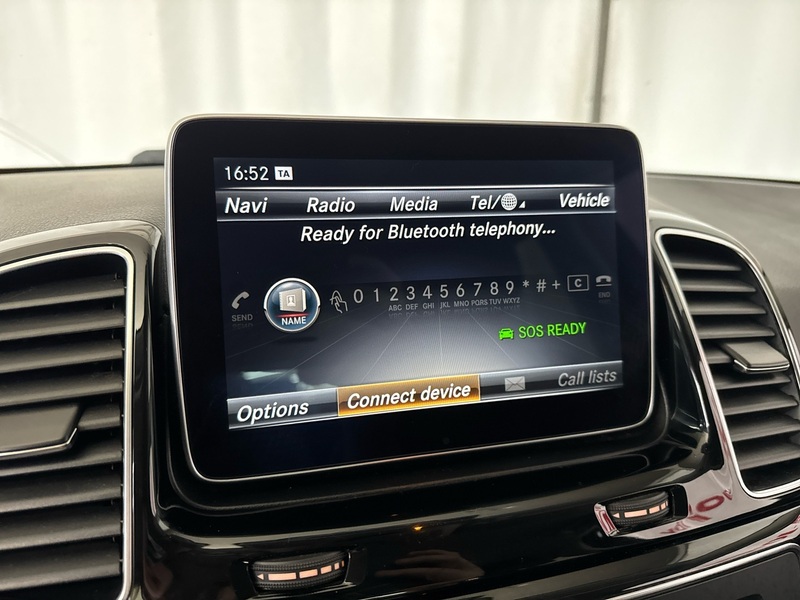 16:52 TA
Navi Radio Media Tel/ Vehicle
Ready for Bluetooth telephony...
SEND NAME 0 1 2 3 4 5 6 7 8 9 * # + C END
ABC DEF GHI JKL MNO PQRS TUV WXYZ
SOS READY
Options Connect device Call lists